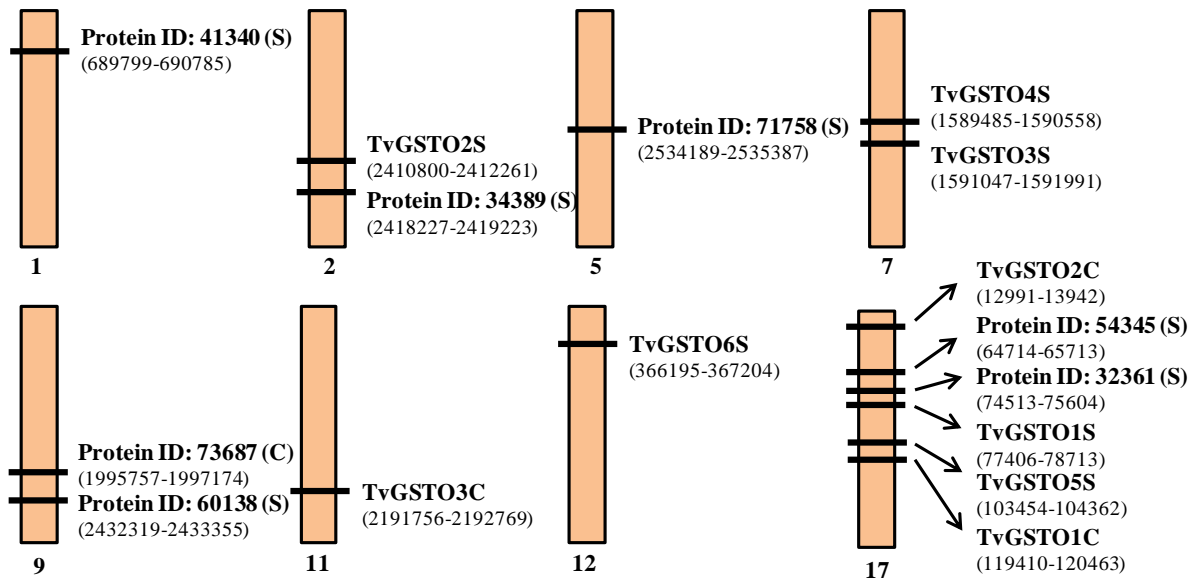 Protein ID: 41340 (S)
(689799-690785)
1
TvGSTO2S
(2410800-2412261)
Protein ID: 34389 (S)
(2418227-2419223)
2
Protein ID: 71758 (S)
(2534189-2535387)
5
TvGSTO4S
(1589485-1590558)
TvGSTO3S
(1591047-1591991)
7
Protein ID: 73687 (C)
(1995757-1997174)
Protein ID: 60138 (S)
(2432319-2433355)
9
TvGSTO3C
(2191756-2192769)
11
TvGSTO6S
(366195-367204)
12
TvGSTO2C
(12991-13942)
Protein ID: 54345 (S)
(64714-65713)
Protein ID: 32361 (S)
(74513-75604)
TvGSTO1S
(77406-78713)
TvGSTO5S
(103454-104362)
TvGSTO1C
(119410-120463)
17